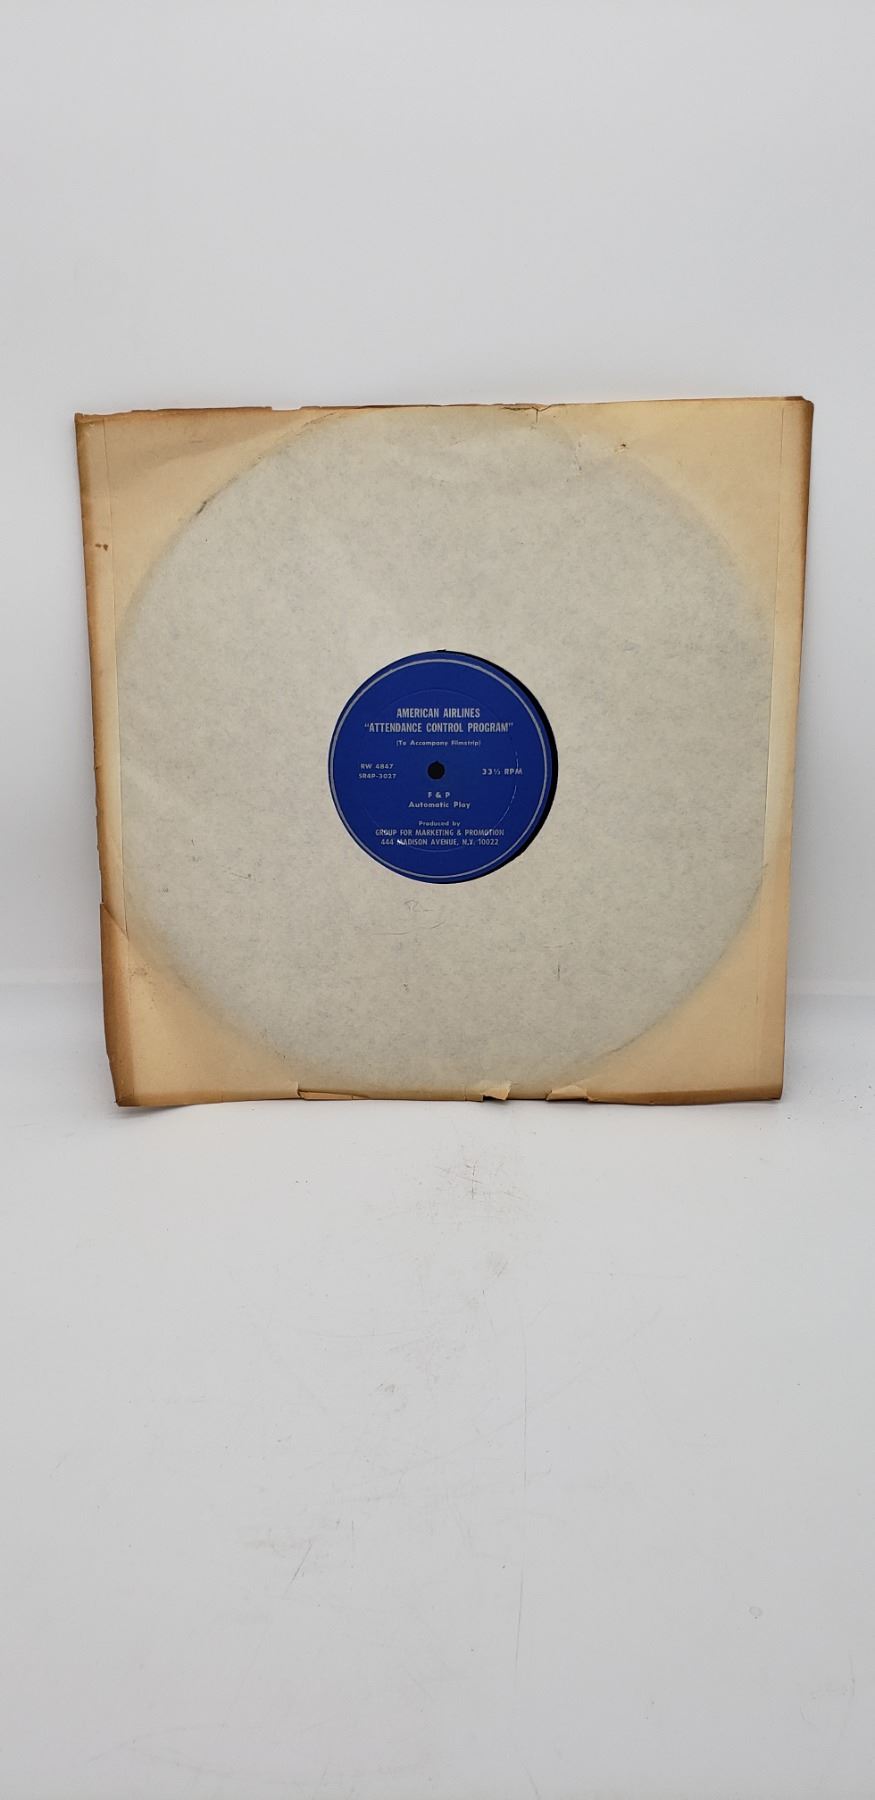 AMERICAN AIRLINES
"ATTENDANCE CONTROL PROGRAM"
(To Accompany Filmstrip)
RW 4847
SR4P-3027
33⅓ RPM
F & P
Automatic Play
Produced by
GROUP FOR MARKETING & PROMOTION
444 MADISON AVENUE, N.Y. 10022